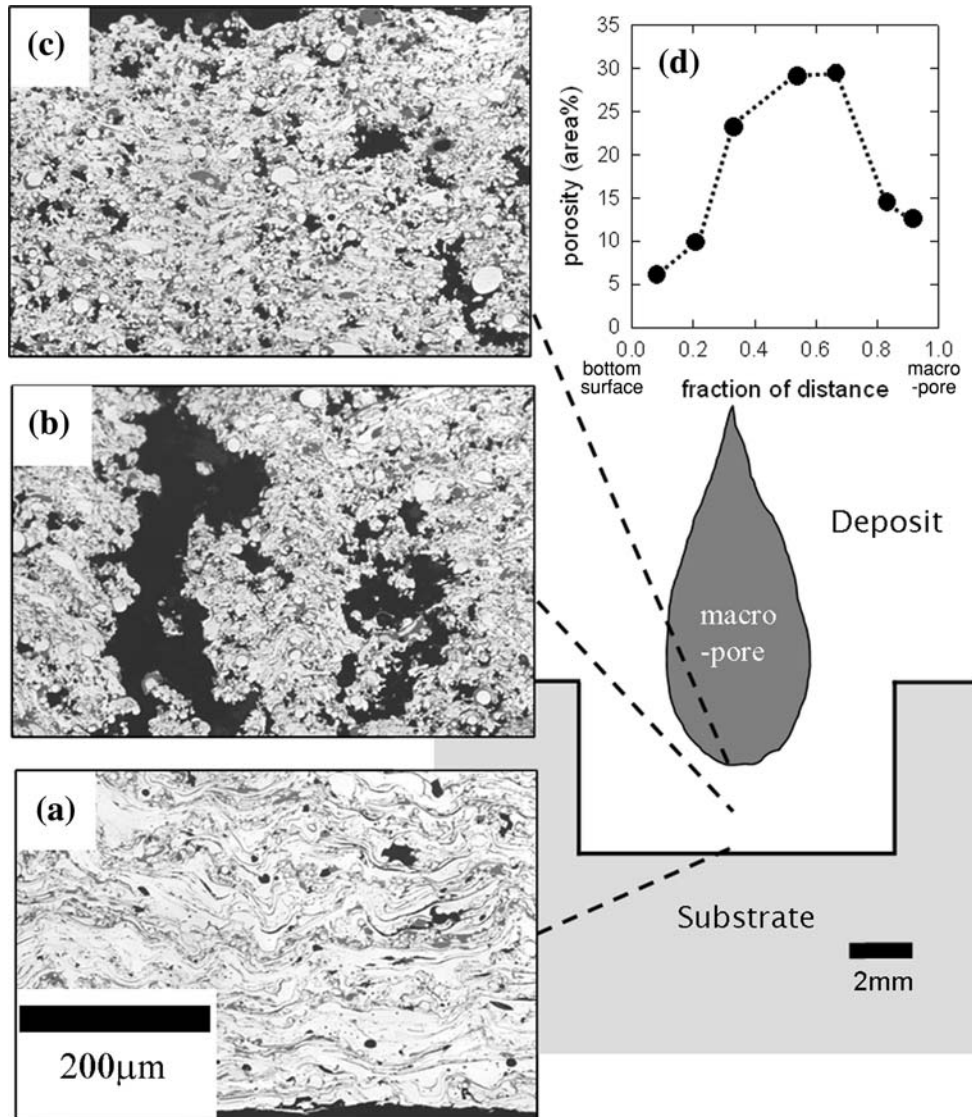 (c)
(d)
porosity (area%)
35
30
25
20
15
10
5
0
0.0 0.2 0.4 0.6 0.8 1.0
bottom
surface
fraction of distance
macro
-pore
(b)
Deposit
macro
-pore
(a)
Substrate
2mm
200μm